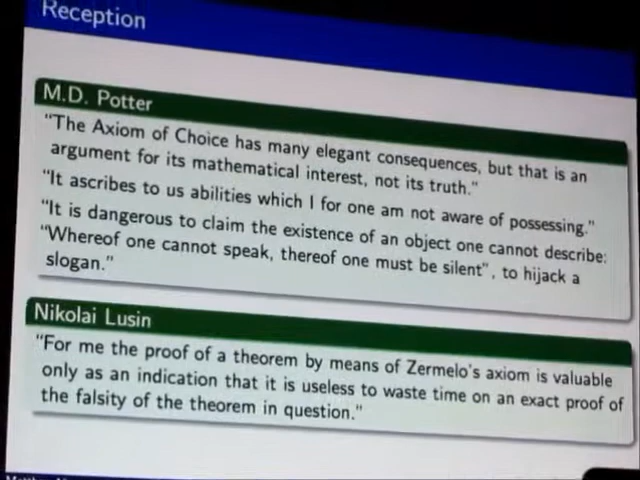 Reception
M.D. Potter
"The Axiom of Choice has many elegant consequences, but that is an
argument for its mathematical interest, not its truth."
"It ascribes to us abilities which I for one am not aware of possessing."
"It is dangerous to claim the existence of an object one cannot describe:
"Whereof one cannot speak, thereof one must be silent", to hijack a
slogan."
Nikolai Lusin
"For me the proof of a theorem by means of Zermelo's axiom is valuable
only as an indication that it is useless to waste time on an exact proof of
the falsity of the theorem in question."